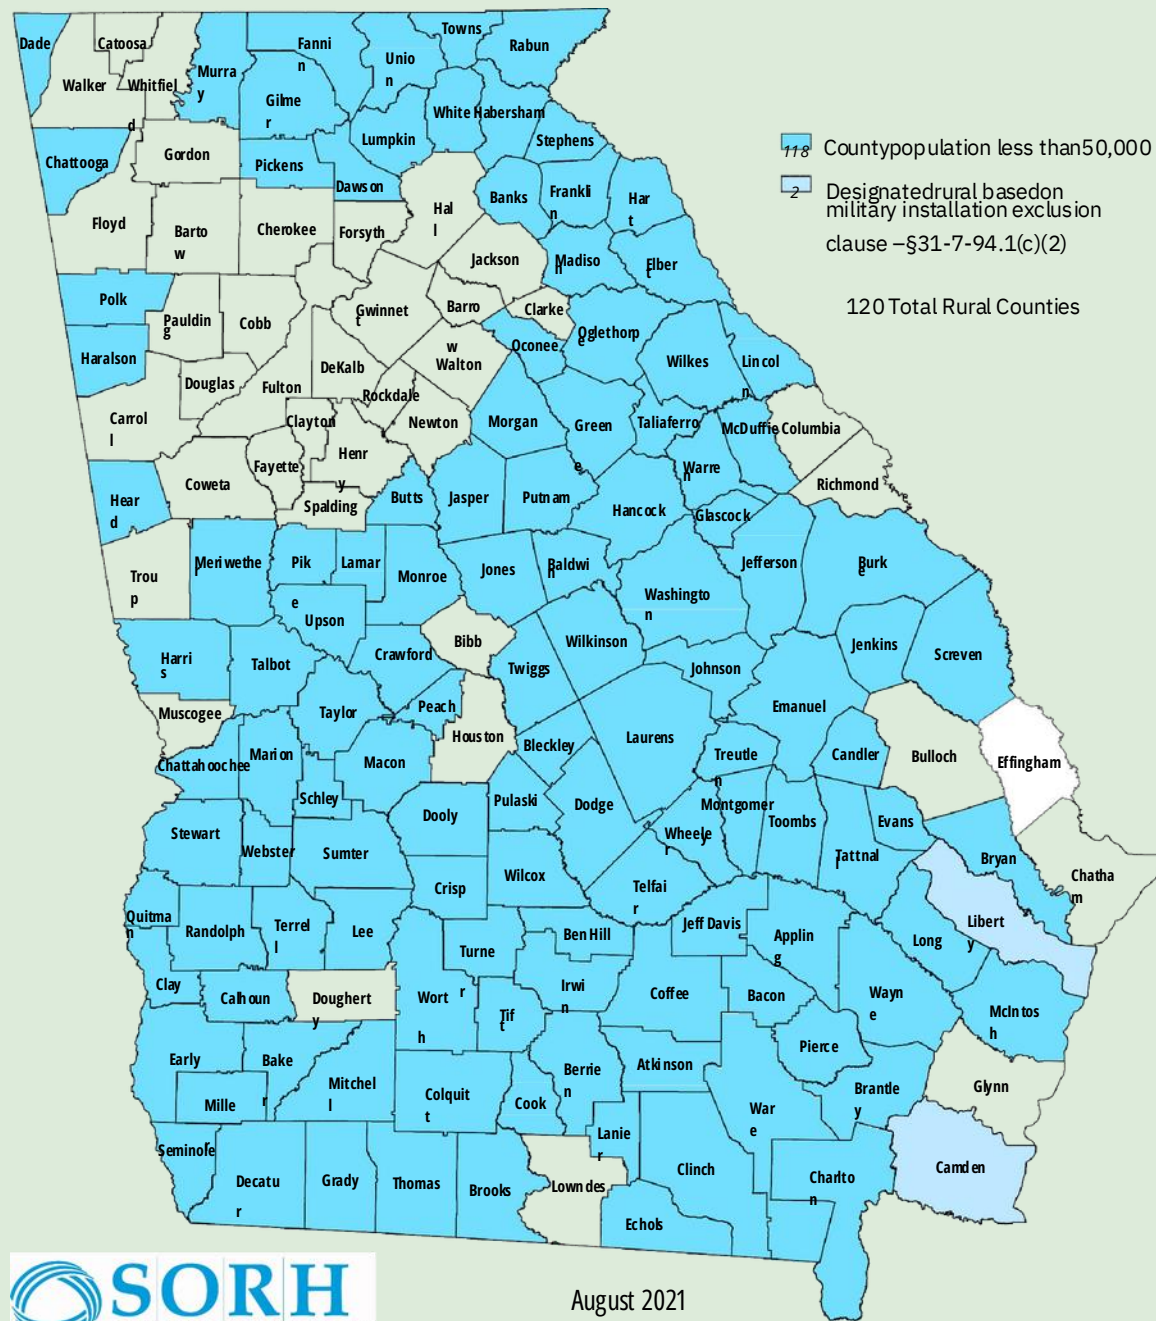 Towns
Dade
Catoosa
Fanni
n
Rabun
Unio
n
Walker
Whitfiel
d
Murra
y
Gilme
r
White
Habersham
Lumpkin
Stephens
118 Countypopulation less than50,000
Chattooga
Gordon
Pickens
Dawson
Banks
Frankli
n
Har
t
2 Designatedrural basedon
military installation exclusion
clause –§31-7-94.1(c)(2)
Floyd
Barto
w
Cherokee
Forsyth
Hal
l
Jackson
Madiso
n
Elber
t
120 Total Rural Counties
Polk
Pauldin
g
Cobb
Gwinnet
t
Barro
w
Clarke
Oglethorp
e
Haralson
Oconee
Wilkes
Lincol
n
Walton
DeKalb
Douglas
Fulton
Rockdale
Carrol
l
Clayton
Newton
Morgan
Green
e
Taliaferro
McDuffie
Columbia
Henr
y
Fayette
Coweta
Warre
n
Richmond
Hear
d
Spalding
Butts
Jasper
Putnam
Hancock
Glascock
Trou
p
Meriwethe
r
Pik
e
Lamar
Monroe
Jones
Baldwi
n
Jefferson
Burk
e
Washingto
n
Upson
Bibb
Wilkinson
Jenkins
Screven
Harri
s
Talbot
Crawford
Twiggs
Johnson
Muscogee
Taylor
Peach
Emanuel
Houston
Laurens
Bleckley
Chattahoochee
Marion
Macon
Treutle
n
Candler
Bulloch
Effingham
Schley
Pulaski
Dodge
Montgomer
y
Toombs
Evans
Dooly
Stewart
Webster
Sumter
Wheele
r
Tattnal
l
Bryan
Chatha
m
Crisp
Wilcox
Telfai
r
Quitma
n
Randolph
Terrel
l
Lee
Turne
r
Ben Hill
Jeff Davis
Applin
g
Long
Libert
y
Clay
Calhoun
Doughert
y
Wort
h
Tif
t
Irwi
n
Coffee
Bacon
Wayn
e
McIntos
h
Early
Bake
r
Mitchel
l
Pierce
Atkinson
Berrie
n
Brantle
y
Glynn
Mille
r
Colquit
t
Cook
War
e
Lanie
r
Seminole
Decatu
r
Grady
Thomas
Brooks
Lowndes
Clinch
Charlto
n
Camden
Echols
SORH
August 2021